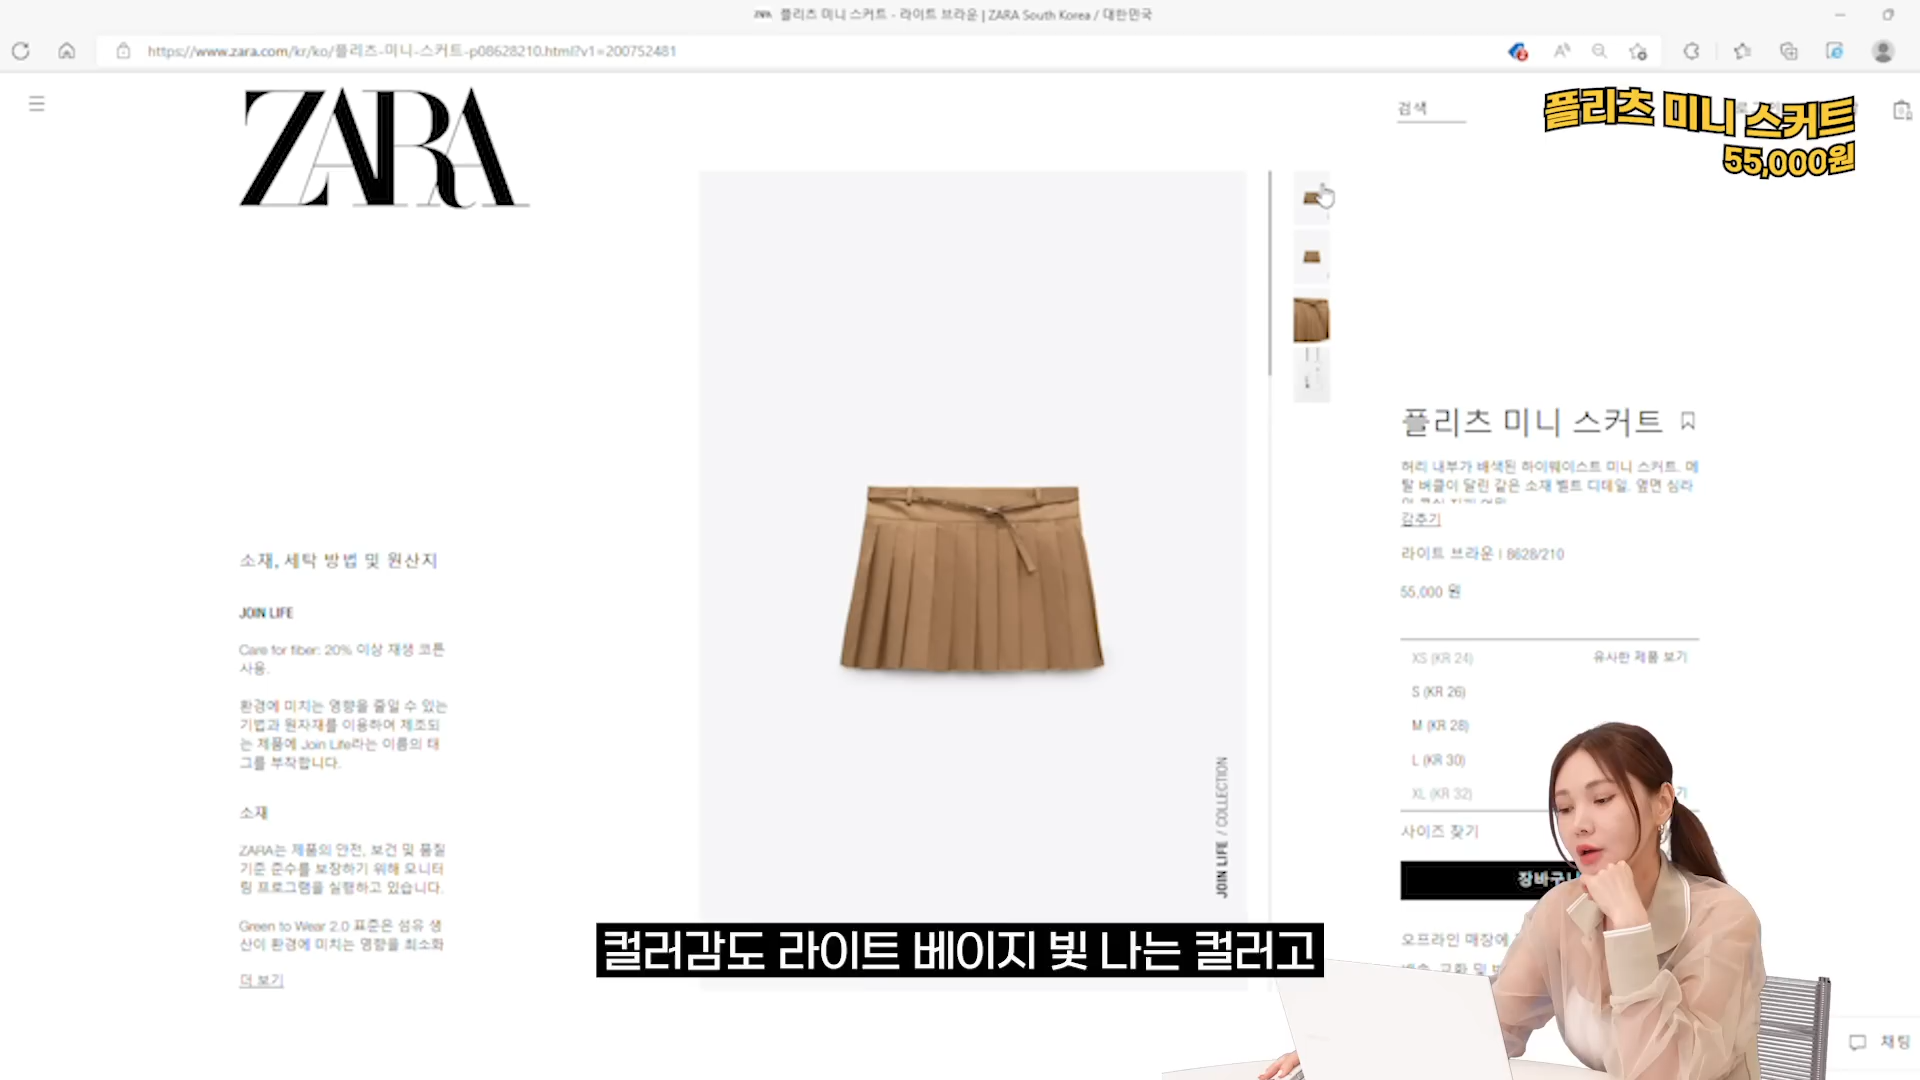 ZARA 플리츠 미니 스커트 - 라이트 브라운 | ZARA South Korea / 대한민국
https://www.zara.com/kr/ko/플리츠-미니-스커트-p08628210.html?v1=200752481
ZARA
검색
플리츠 미니 스커트
55,000원
플리츠 미니 스커트
허리 내부가 배색된 하이웨이스트 미니 스커트. 메
탈 버클이 달린 같은 소재 벨트 디테일. 옆면 심라
감추기
라이트 브라운 | 8628/210
55,000 원
XS (KR 24) 유사한 제품 보기
S (KR 26)
M (KR 28)
L (KR 30)
XL (KR 32) 기
사이즈 찾기
장바구니
오프라인 매장에
소재, 세탁 방법 및 원산지
JOIN LIFE
Care for fiber: 20% 이상 재생 코튼
사용.
환경에 미치는 영향을 줄일 수 있는
기법과 원자재를 이용하여 제조되
는 제품에 Join Life라는 이름의 태
그를 부착합니다.
소재
ZARA는 제품의 안전, 보건 및 품질
기준 준수를 보장하기 위해 모니터
링 프로그램을 실행하고 있습니다.
Green to Wear 2.0 표준은 섬유 생
산이 환경에 미치는 영향을 최소화
더 보기
JOIN LIFE / COLLECTION
컬러감도 라이트 베이지 빛 나는 컬러고
채팅